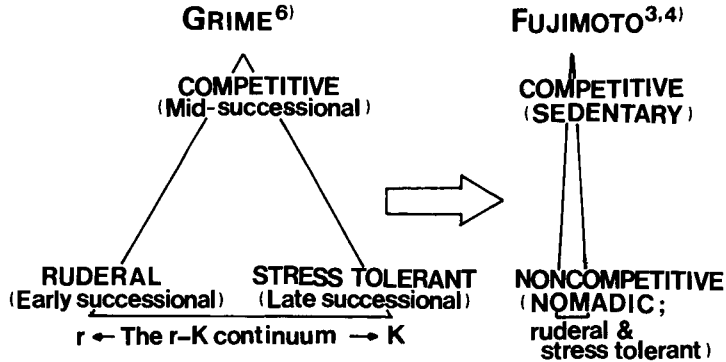 GRIME6)
COMPETITIVE
(Mid-successional)
RUDERAL
(Early successional)
STRESS TOLERANT
(Late successional)
r ← The r-K continuum → K
FUJIMOTO3,4)
COMPETITIVE
(SEDENTARY)
NONCOMPETITIVE
(NOMADIC;
ruderal &
stress tolerant)